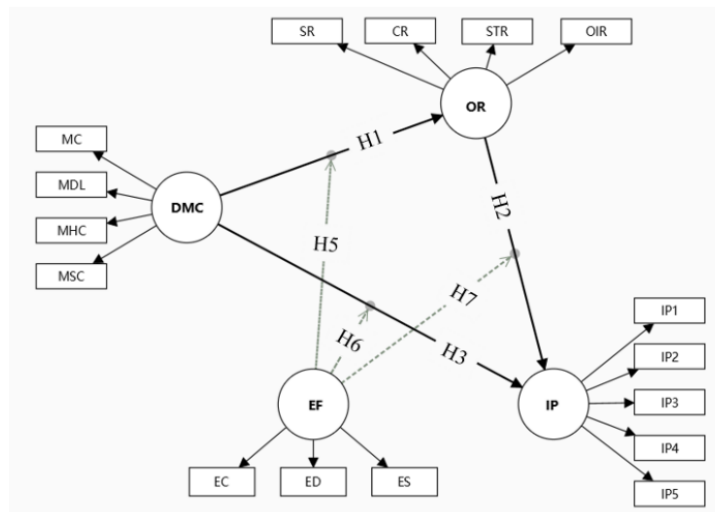 SR
CR
STR
OIR
OR
MC
MDL
MHC
MSC
DMC
H1
H2
H5
H6
H7
H3
EF
EC
ED
ES
IP
IP1
IP2
IP3
IP4
IP5